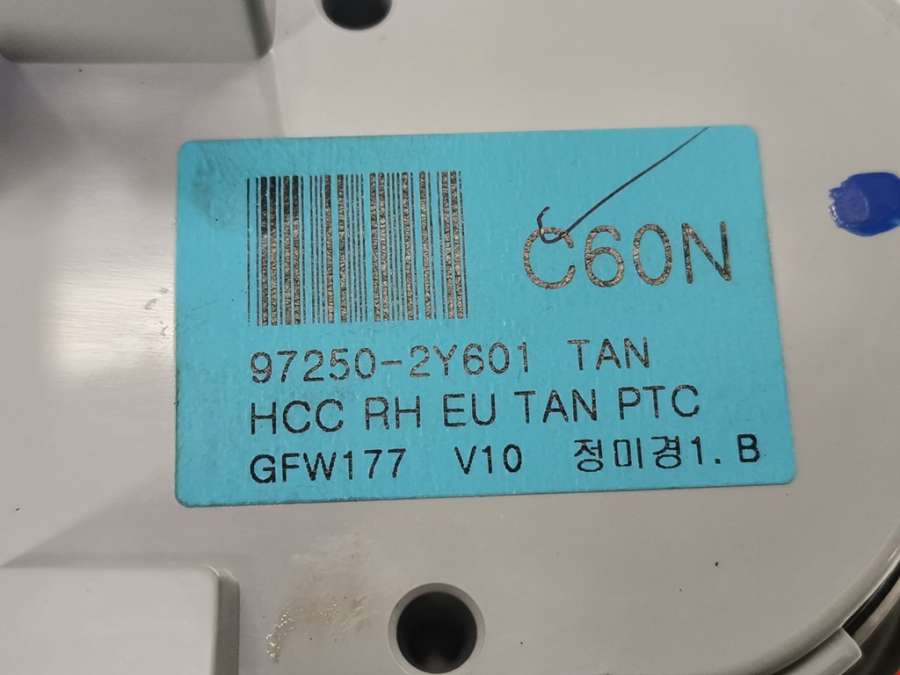 C60N
97250-2Y601 TAN
HCC RH EU TAN PTC
GFW177 V10 정미경1.B